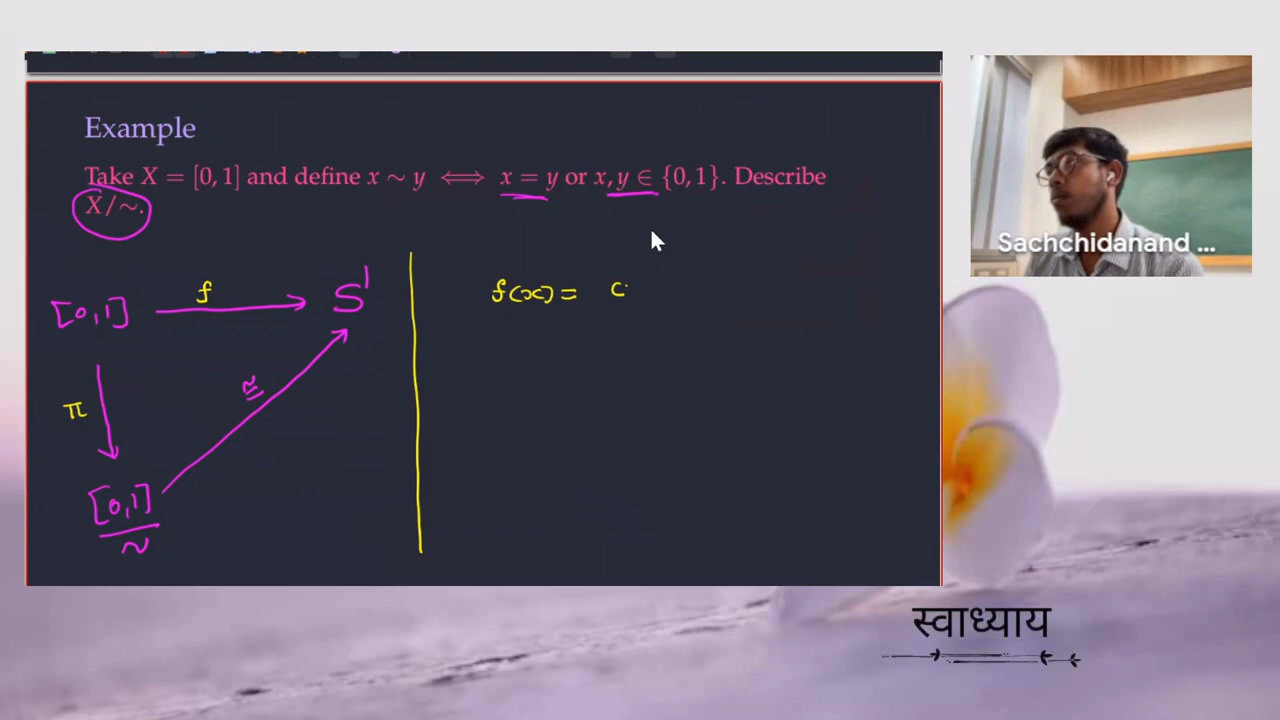 Example
Take X = [0, 1] and define x ∼ y ⟺ x = y or x, y ∈ {0, 1}. Describe
X/∼.
[0,1] f S¹
f(x) = c
≅
π
[0,1]
∼
Sachchidanand ...
स्वाध्याय